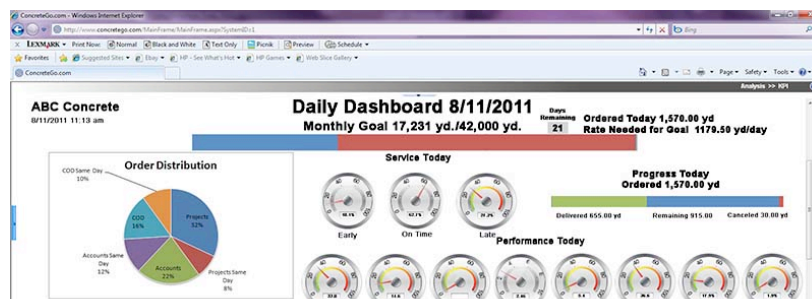 ConcreteGo.com - Windows Internet Explorer
http://www.concretego.com/MainFrame/MainFrame.aspx?SystemID=1
Bing
X LEXMARK Print Now: Normal Black and White Text Only Picnik Preview Schedule
Favorites Suggested Sites Ebay HP - See What's Hot HP Games Web Slice Gallery
ConcreteGo.com Page Safety Tools
Analysis >> KPI
ABC Concrete
8/11/2011 11:13 am
Daily Dashboard 8/11/2011
Monthly Goal 17,231 yd./42,000 yd.
Days
Remaining
21
Ordered Today 1,570.00 yd
Rate Needed for Goal 1179.50 yd/day
Order Distribution
COD Same Day
10%
COD
16%
Projects
32%
Accounts Same
Day
12%
Accounts
22%
Projects Same
Day
8%
Service Today
Early
On Time
Late
Progress Today
Ordered 1,570.00 yd
Delivered 655.00 yd Remaining 915.00 Canceled 30.00 yd
Performance Today